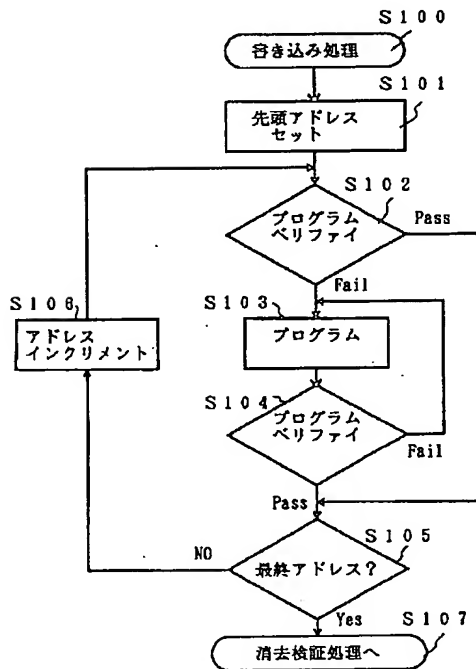 S100
書き込み処理
S101
先頭アドレス
セット
S102
プログラム
ベリファイ
Pass
Fail
S103
プログラム
S106
アドレス
インクリメント
S104
プログラム
ベリファイ
Fail
Pass
S105
NO
最終アドレス?
Yes
S107
消去検証処理へ